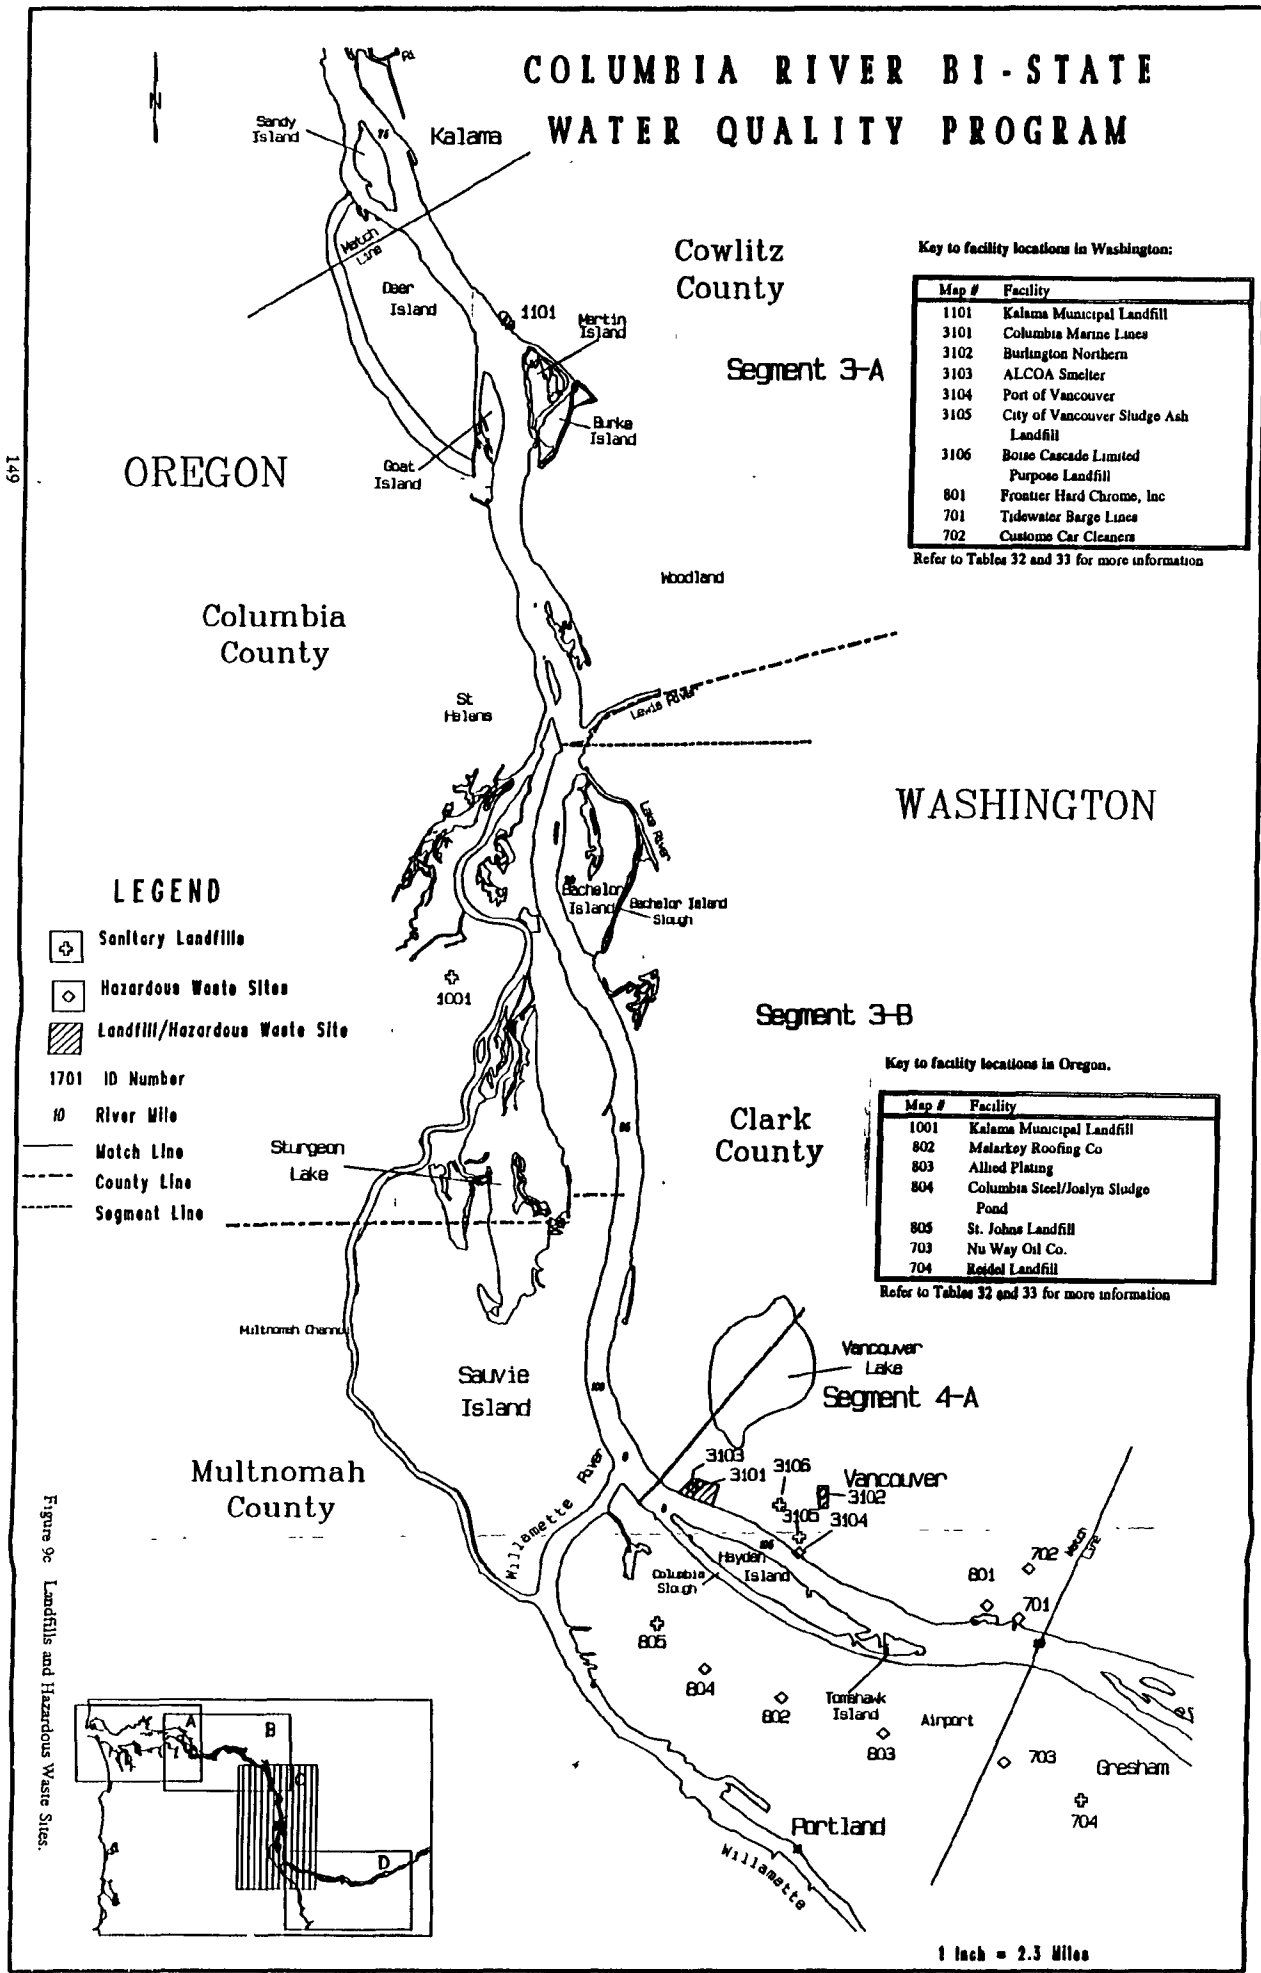 COLUMBIA RIVER BI-STATE
WATER QUALITY PROGRAM
N
Sandy
Island
75
Kalama
Match
Line
Cowlitz
County
Deer
Island
1101
Martin
Island
Segment 3-A
Burke
Island
Goat
Island
OREGON
149
Key to facility locations in Washington:
Map # Facility
1101 Kalama Municipal Landfill
3101 Columbia Marine Lines
3102 Burlington Northern
3103 ALCOA Smelter
3104 Port of Vancouver
3105 City of Vancouver Sludge Ash
Landfill
3106 Boise Cascade Limited
Purpose Landfill
801 Frontier Hard Chrome, Inc
701 Tidewater Barge Lines
702 Custome Car Cleaners
Refer to Tables 32 and 33 for more information
Woodland
Columbia
County
St
Helens
Lewis River
WASHINGTON
Lake River
Bachelor
Island
Bachelor Island
Slough
LEGEND
Sanitary Landfills
Hazardous Waste Sites
Landfill/Hazardous Waste Site
1701 ID Number
10 River Mile
Match Line
County Line
Segment Line
1001
Segment 3-B
Key to facility locations in Oregon.
Map # Facility
1001 Kalama Municipal Landfill
802 Malarkey Roofing Co
803 Allied Plating
804 Columbia Steel/Joslyn Sludge
Pond
805 St. Johns Landfill
703 Nu Way Oil Co.
704 Reidel Landfill
Refer to Tables 32 and 33 for more information
Clark
County
95
Sturgeon
Lake
Multnomah Channel
Sauvie
Island
100
Vancouver
Lake
Segment 4-A
Multnomah
County
Willamette River
3103
3101
3106
Vancouver
3102
3105
3104
105
Hayden
Island
Columbia
Slough
702
Match
Line
801
701
805
804
802
Tomahawk
Island
803
Airport
703
Gresham
704
Portland
Willamette
A
B
C
D
1 Inch = 2.3 Miles
Figure 9c Landfills and Hazardous Waste Sites.